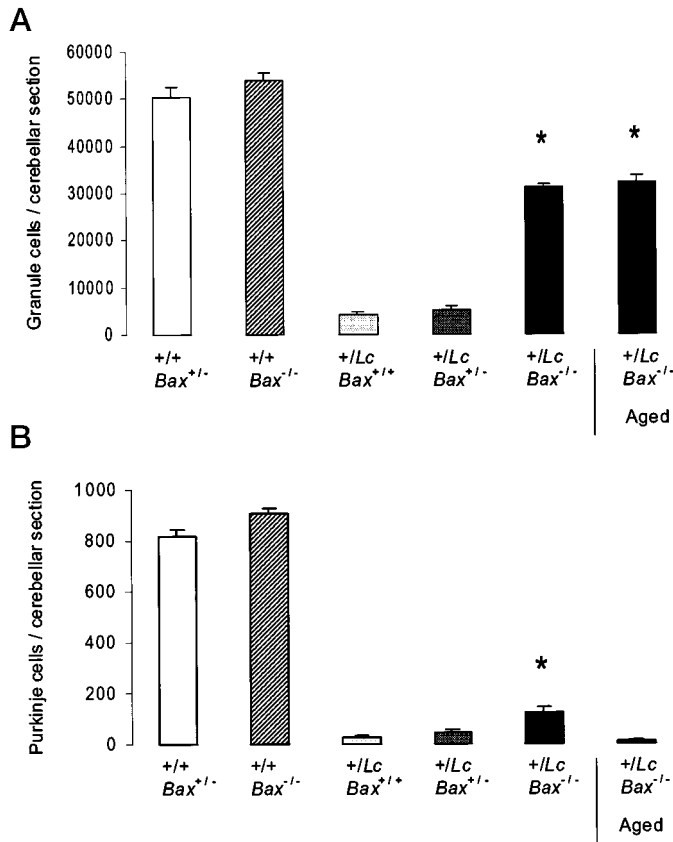 A
Granule cells / cerebellar section
60000
50000
40000
30000
20000
10000
0
* *
+/+ +/+ +/Lc +/Lc +/Lc +/Lc
Bax+/- Bax-/- Bax+/+ Bax+/- Bax-/- Bax-/-
Aged
B
Purkinje cells / cerebellar section
1000
800
600
400
200
0
*
+/+ +/+ +/Lc +/Lc +/Lc +/Lc
Bax+/- Bax-/- Bax+/+ Bax+/- Bax-/- Bax-/-
Aged